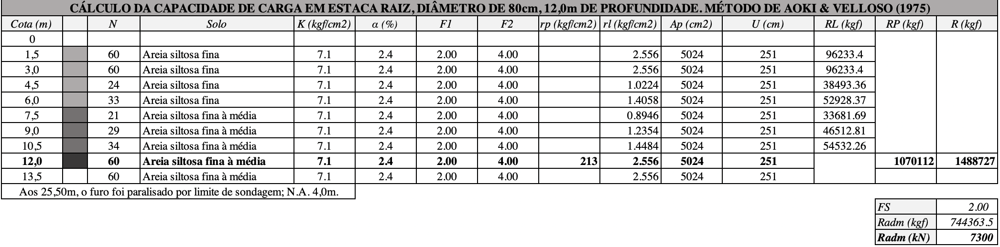 CÁLCULO DA CAPACIDADE DE CARGA EM ESTACA RAIZ, DIÂMETRO DE 80cm, 12,0m DE PROFUNDIDADE. MÉTODO DE AOKI & VELLOSO (1975)
Cota (m) N Solo K (kgf/cm2) α (%) F1 F2 rp (kgf/cm2) rl (kgf/cm2) Ap (cm2) U (cm) RL (kgf) RP (kgf) R (kgf)
0
1,5 60 Areia siltosa fina 7.1 2.4 2.00 4.00 2.556 5024 251 96233.4
3,0 60 Areia siltosa fina 7.1 2.4 2.00 4.00 2.556 5024 251 96233.4
4,5 24 Areia siltosa fina 7.1 2.4 2.00 4.00 1.0224 5024 251 38493.36
6,0 33 Areia siltosa fina 7.1 2.4 2.00 4.00 1.4058 5024 251 52928.37
7,5 21 Areia siltosa fina à média 7.1 2.4 2.00 4.00 0.8946 5024 251 33681.69
9,0 29 Areia siltosa fina à média 7.1 2.4 2.00 4.00 1.2354 5024 251 46512.81
10,5 34 Areia siltosa fina à média 7.1 2.4 2.00 4.00 1.4484 5024 251 54532.26
12,0 60 Areia siltosa fina à média 7.1 2.4 2.00 4.00 213 2.556 5024 251 1070112 1488727
13,5 60 Areia siltosa fina à média 7.1 2.4 2.00 4.00 2.556 5024 251
Aos 25,50m, o furo foi paralisado por limite de sondagem; N.A. 4,0m.
FS 2.00
Radm (kgf) 744363.5
Radm (kN) 7300